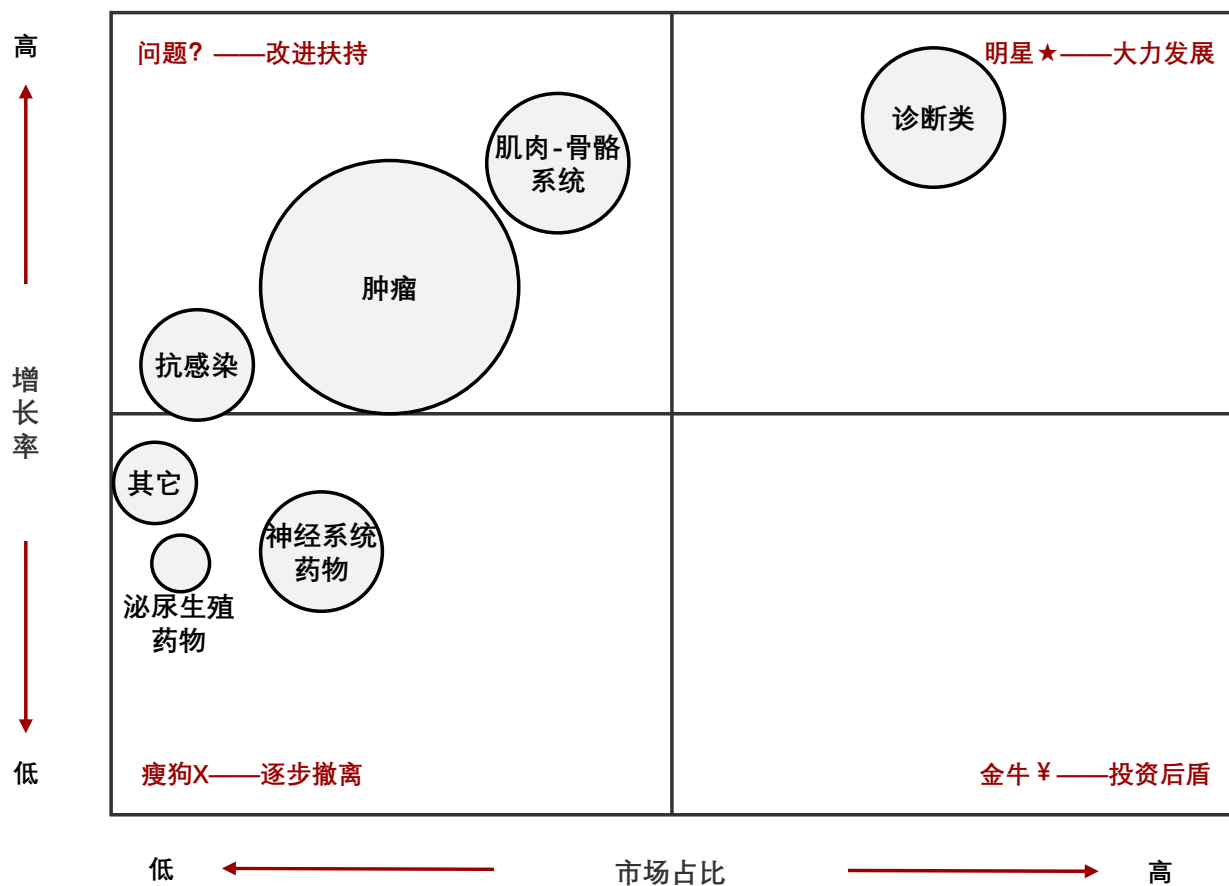 高
问题？——改进扶持
明星★——大力发展
诊断类
肌肉-骨骼
系统
肿瘤
抗感染
增
长
率
其它
神经系统
药物
泌尿生殖
药物
低
瘦狗X——逐步撤离
金牛 ¥ ——投资后盾
低
市场占比
高